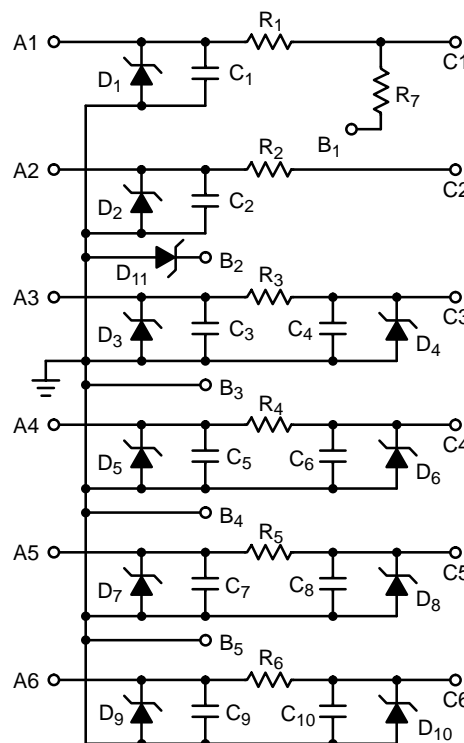 A1 R1 C1
D1 C1 R7
B1
A2 R2 C2
D2 C2
D11 B2
A3 R3 C3
D3 C3 C4 D4
B3
A4 R4 C4
D5 C5 C6 D6
B4
A5 R5 C5
D7 C7 C8 D8
B5
A6 R6 C6
D9 C9 C10 D10